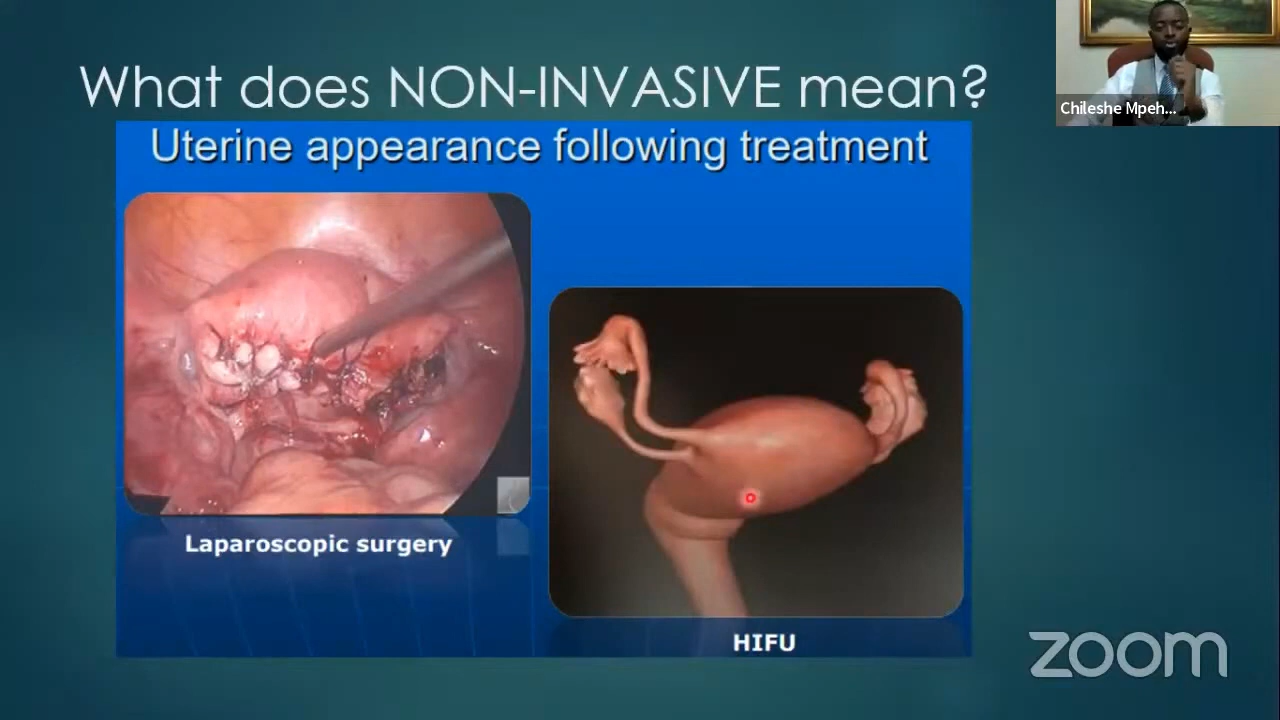 What does NON-INVASIVE mean?
Chileshe Mpeh...
Uterine appearance following treatment
Laparoscopic surgery
HIFU
zoom